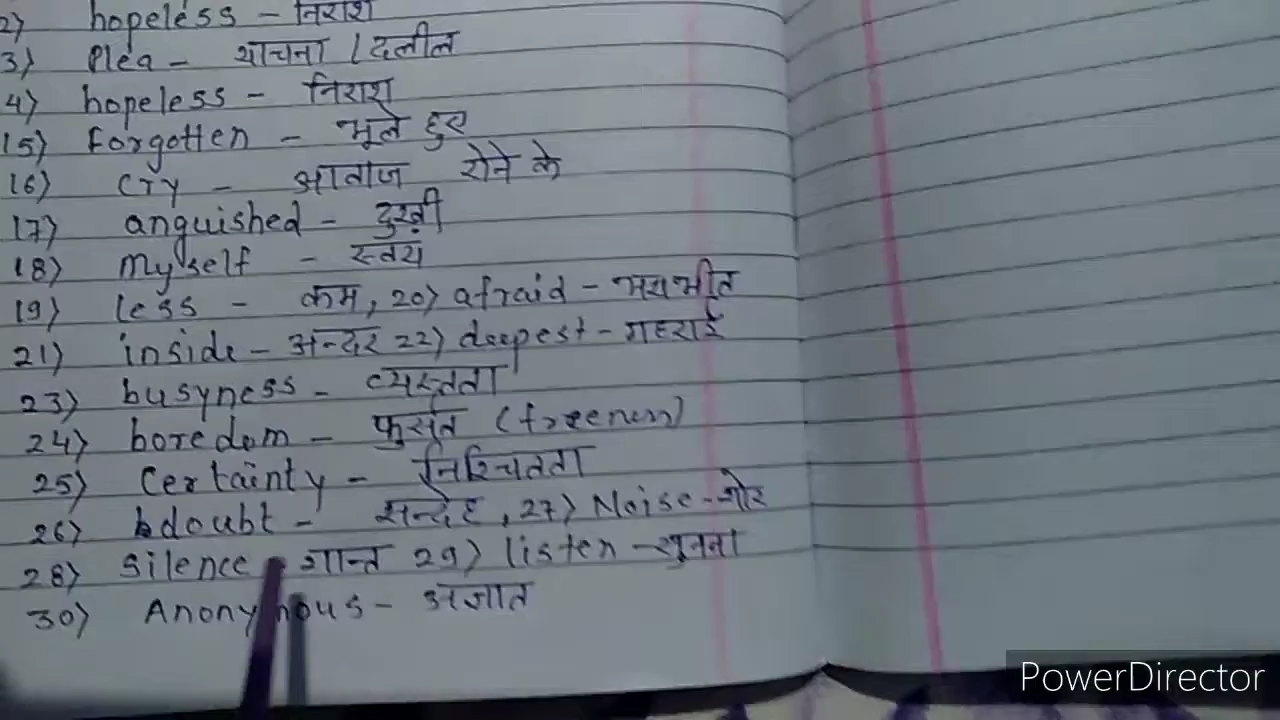 2) hopeless - निराश
3) Plea - याचना / दलील
4) hopeless - निराश
15) Forgotten - भूले हुए
16) Cry - आवाज रोने के
17) anguished - दुखी
18) Myself - स्वयं
19) less - कम, 20) afraid - भयभीत
21) inside - अन्दर 22) deepest - गहराई
23) busyness - व्यस्तता
24) boredom - फुर्सत (freeness)
25) Certainty - निश्चितता
26) doubt - सन्देह, 27) Noise - शोर
28) Silence शान्त 29) listen - सुनना
30) Anonymous - अज्ञात
PowerDirector